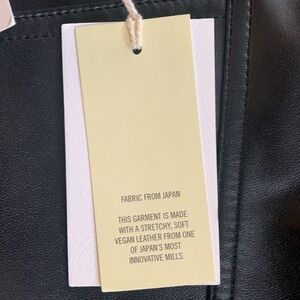 FABRIC FROM JAPAN
THIS GARMENT IS MADE
WITH A STRETCHY, SOFT
VEGAN LEATHER FROM ONE
OF JAPAN'S MOST
INNOVATIVE MILLS.